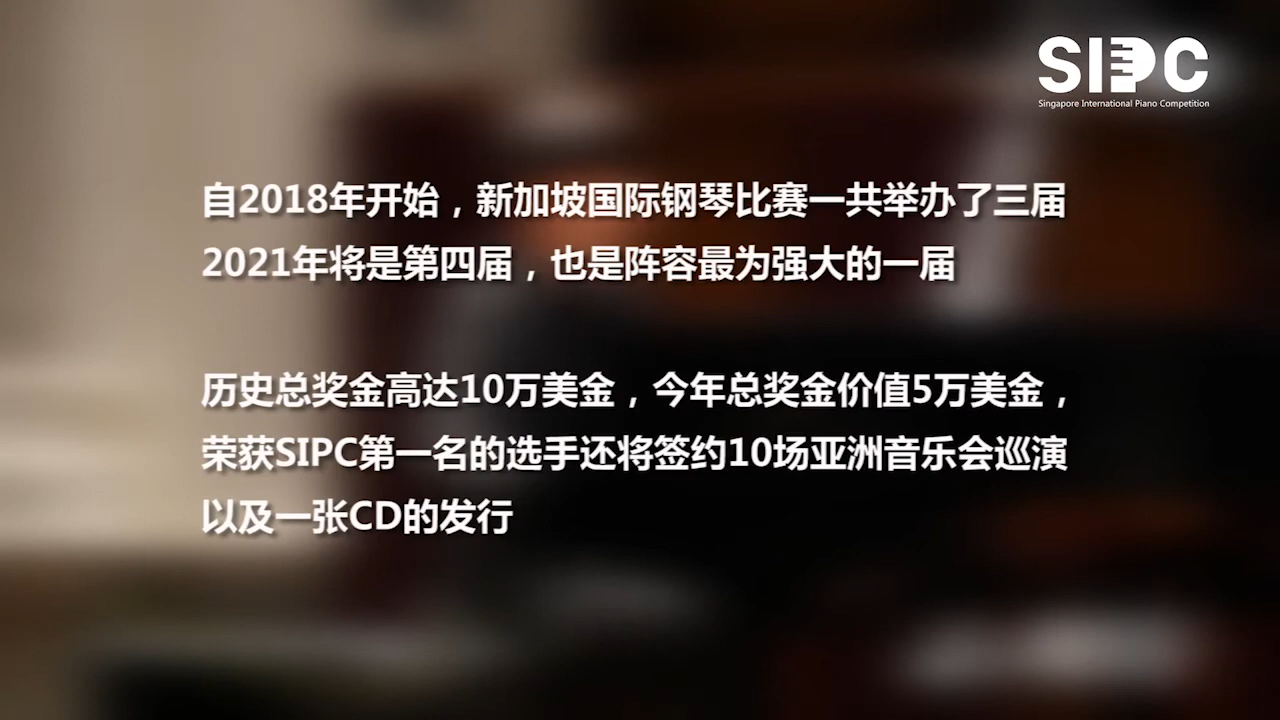 SIPC
Singapore International Piano Competition
自2018年开始，新加坡国际钢琴比赛一共举办了三届
2021年将是第四届，也是阵容最为强大的一届
历史总奖金高达10万美金，今年总奖金价值5万美金，
荣获SIPC第一名的选手还将签约10场亚洲音乐会巡演
以及一张CD的发行